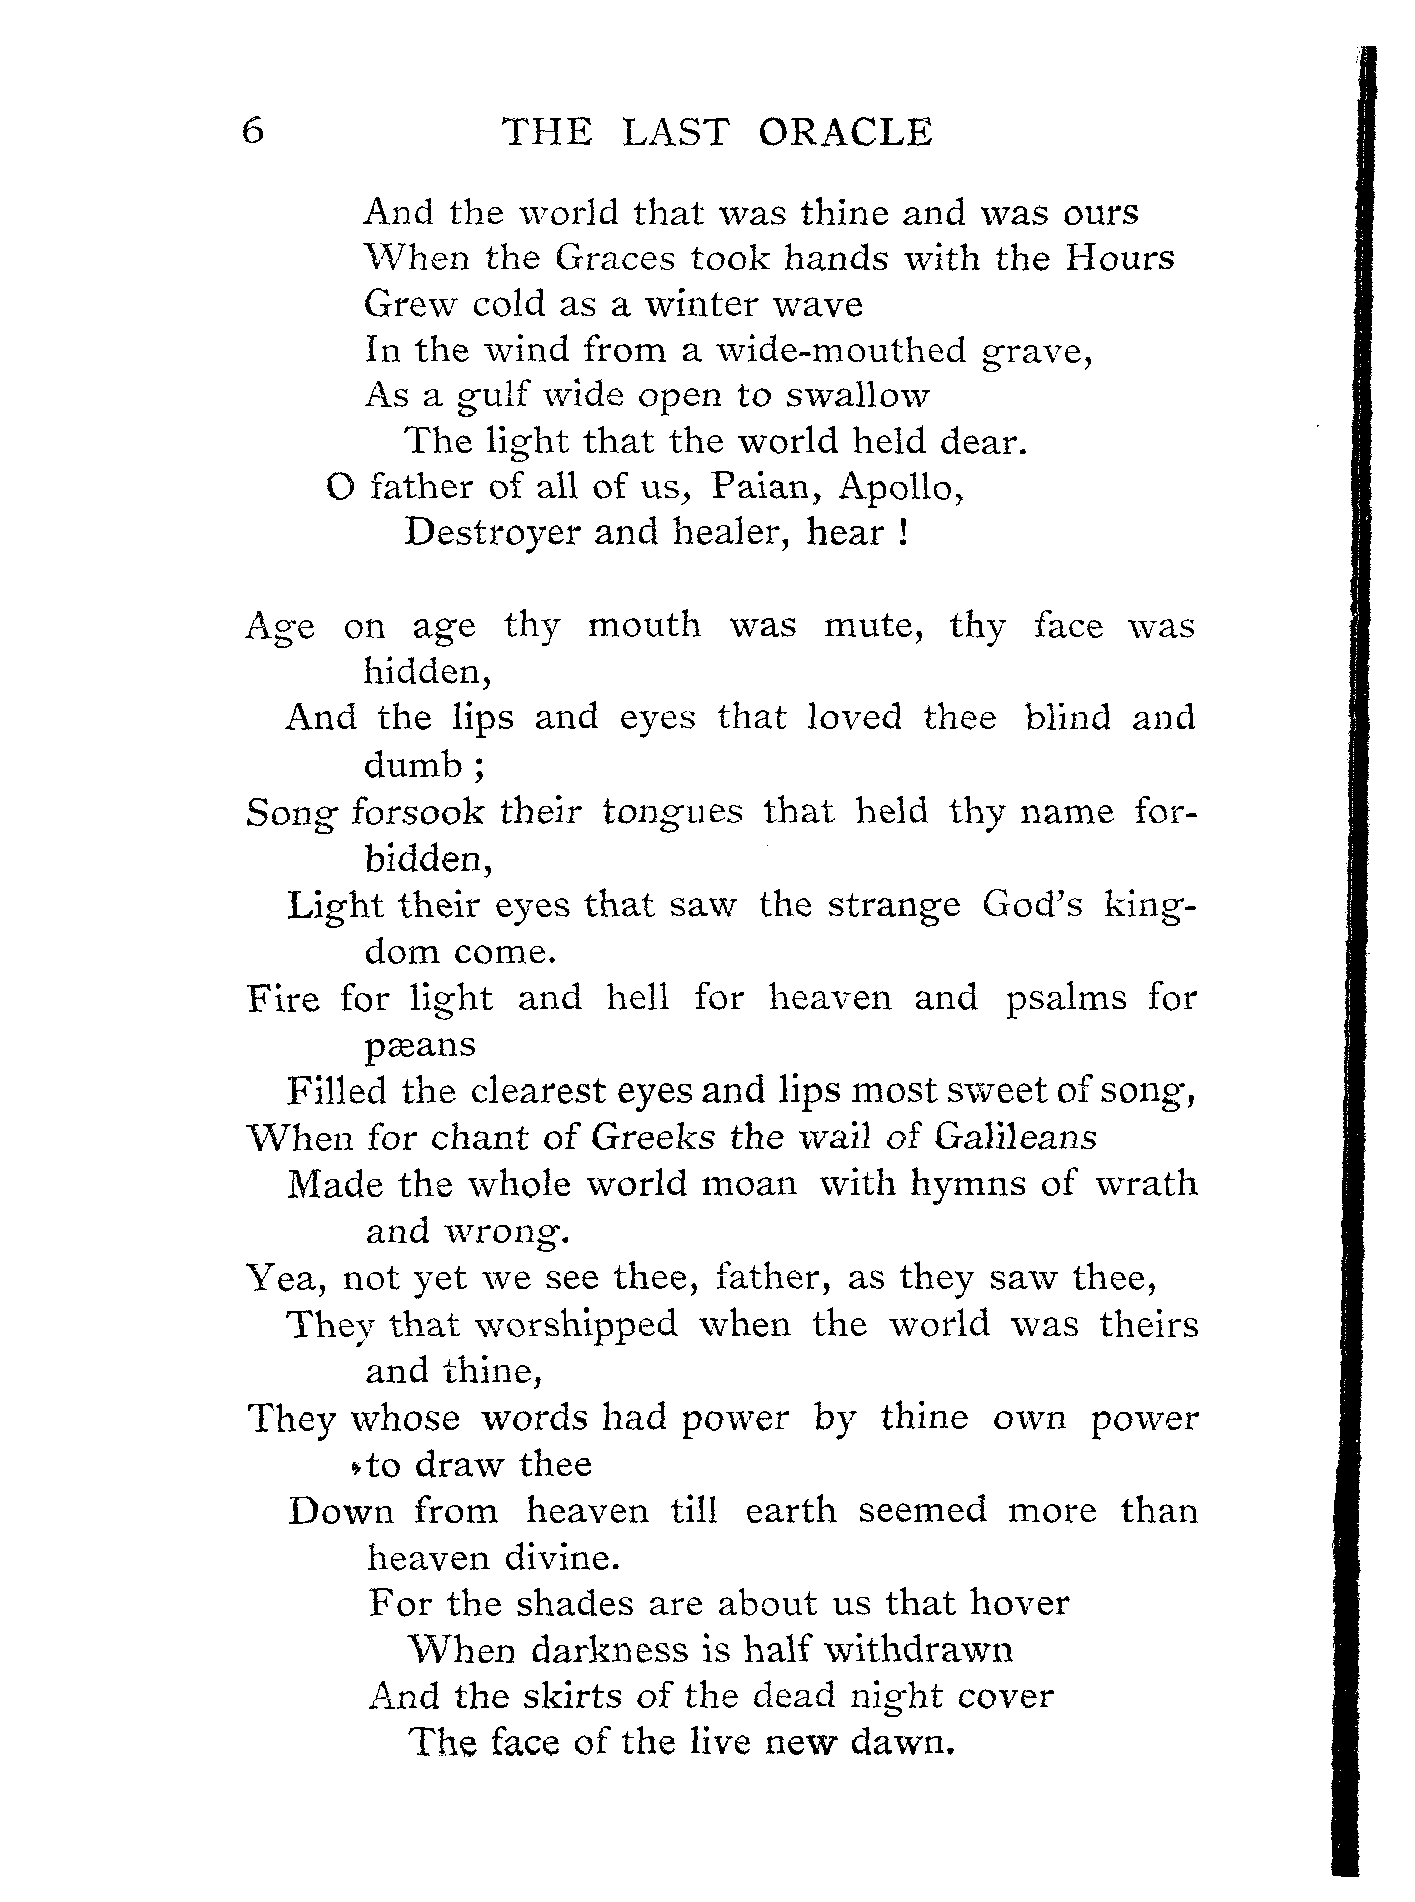 6 THE LAST ORACLE
And the world that was thine and was ours
When the Graces took hands with the Hours
Grew cold as a winter wave
In the wind from a wide-mouthed grave,
As a gulf wide open to swallow
The light that the world held dear.
O father of all of us, Paian, Apollo,
Destroyer and healer, hear !
Age on age thy mouth was mute, thy face was
hidden,
And the lips and eyes that loved thee blind and
dumb ;
Song forsook their tongues that held thy name for-
bidden,
Light their eyes that saw the strange God's king-
dom come.
Fire for light and hell for heaven and psalms for
pæans
Filled the clearest eyes and lips most sweet of song,
When for chant of Greeks the wail of Galileans
Made the whole world moan with hymns of wrath
and wrong.
Yea, not yet we see thee, father, as they saw thee,
They that worshipped when the world was theirs
and thine,
They whose words had power by thine own power
to draw thee
Down from heaven till earth seemed more than
heaven divine.
For the shades are about us that hover
When darkness is half withdrawn
And the skirts of the dead night cover
The face of the live new dawn.